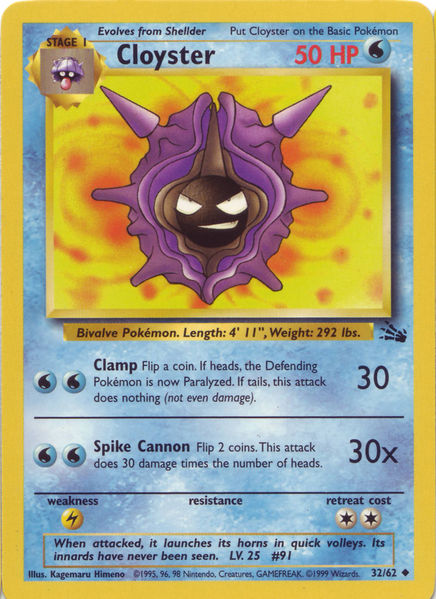 Evolves from Shellder
Put Cloyster on the Basic Pokémon
STAGE 1
Cloyster
50 HP
Bivalve Pokémon. Length: 4' 11", Weight: 292 lbs.
Clamp Flip a coin. If heads, the Defending
Pokémon is now Paralyzed. If tails, this attack
does nothing (not even damage).
30
Spike Cannon Flip 2 coins. This attack
does 30 damage times the number of heads.
30x
weakness
resistance
retreat cost
When attacked, it launches its horns in quick volleys. Its
innards have never been seen. LV. 25 #91
Illus. Kagemaru Himeno ©1995, 96, 98 Nintendo, Creatures, GAMEFREAK. ©1999 Wizards. 32/62